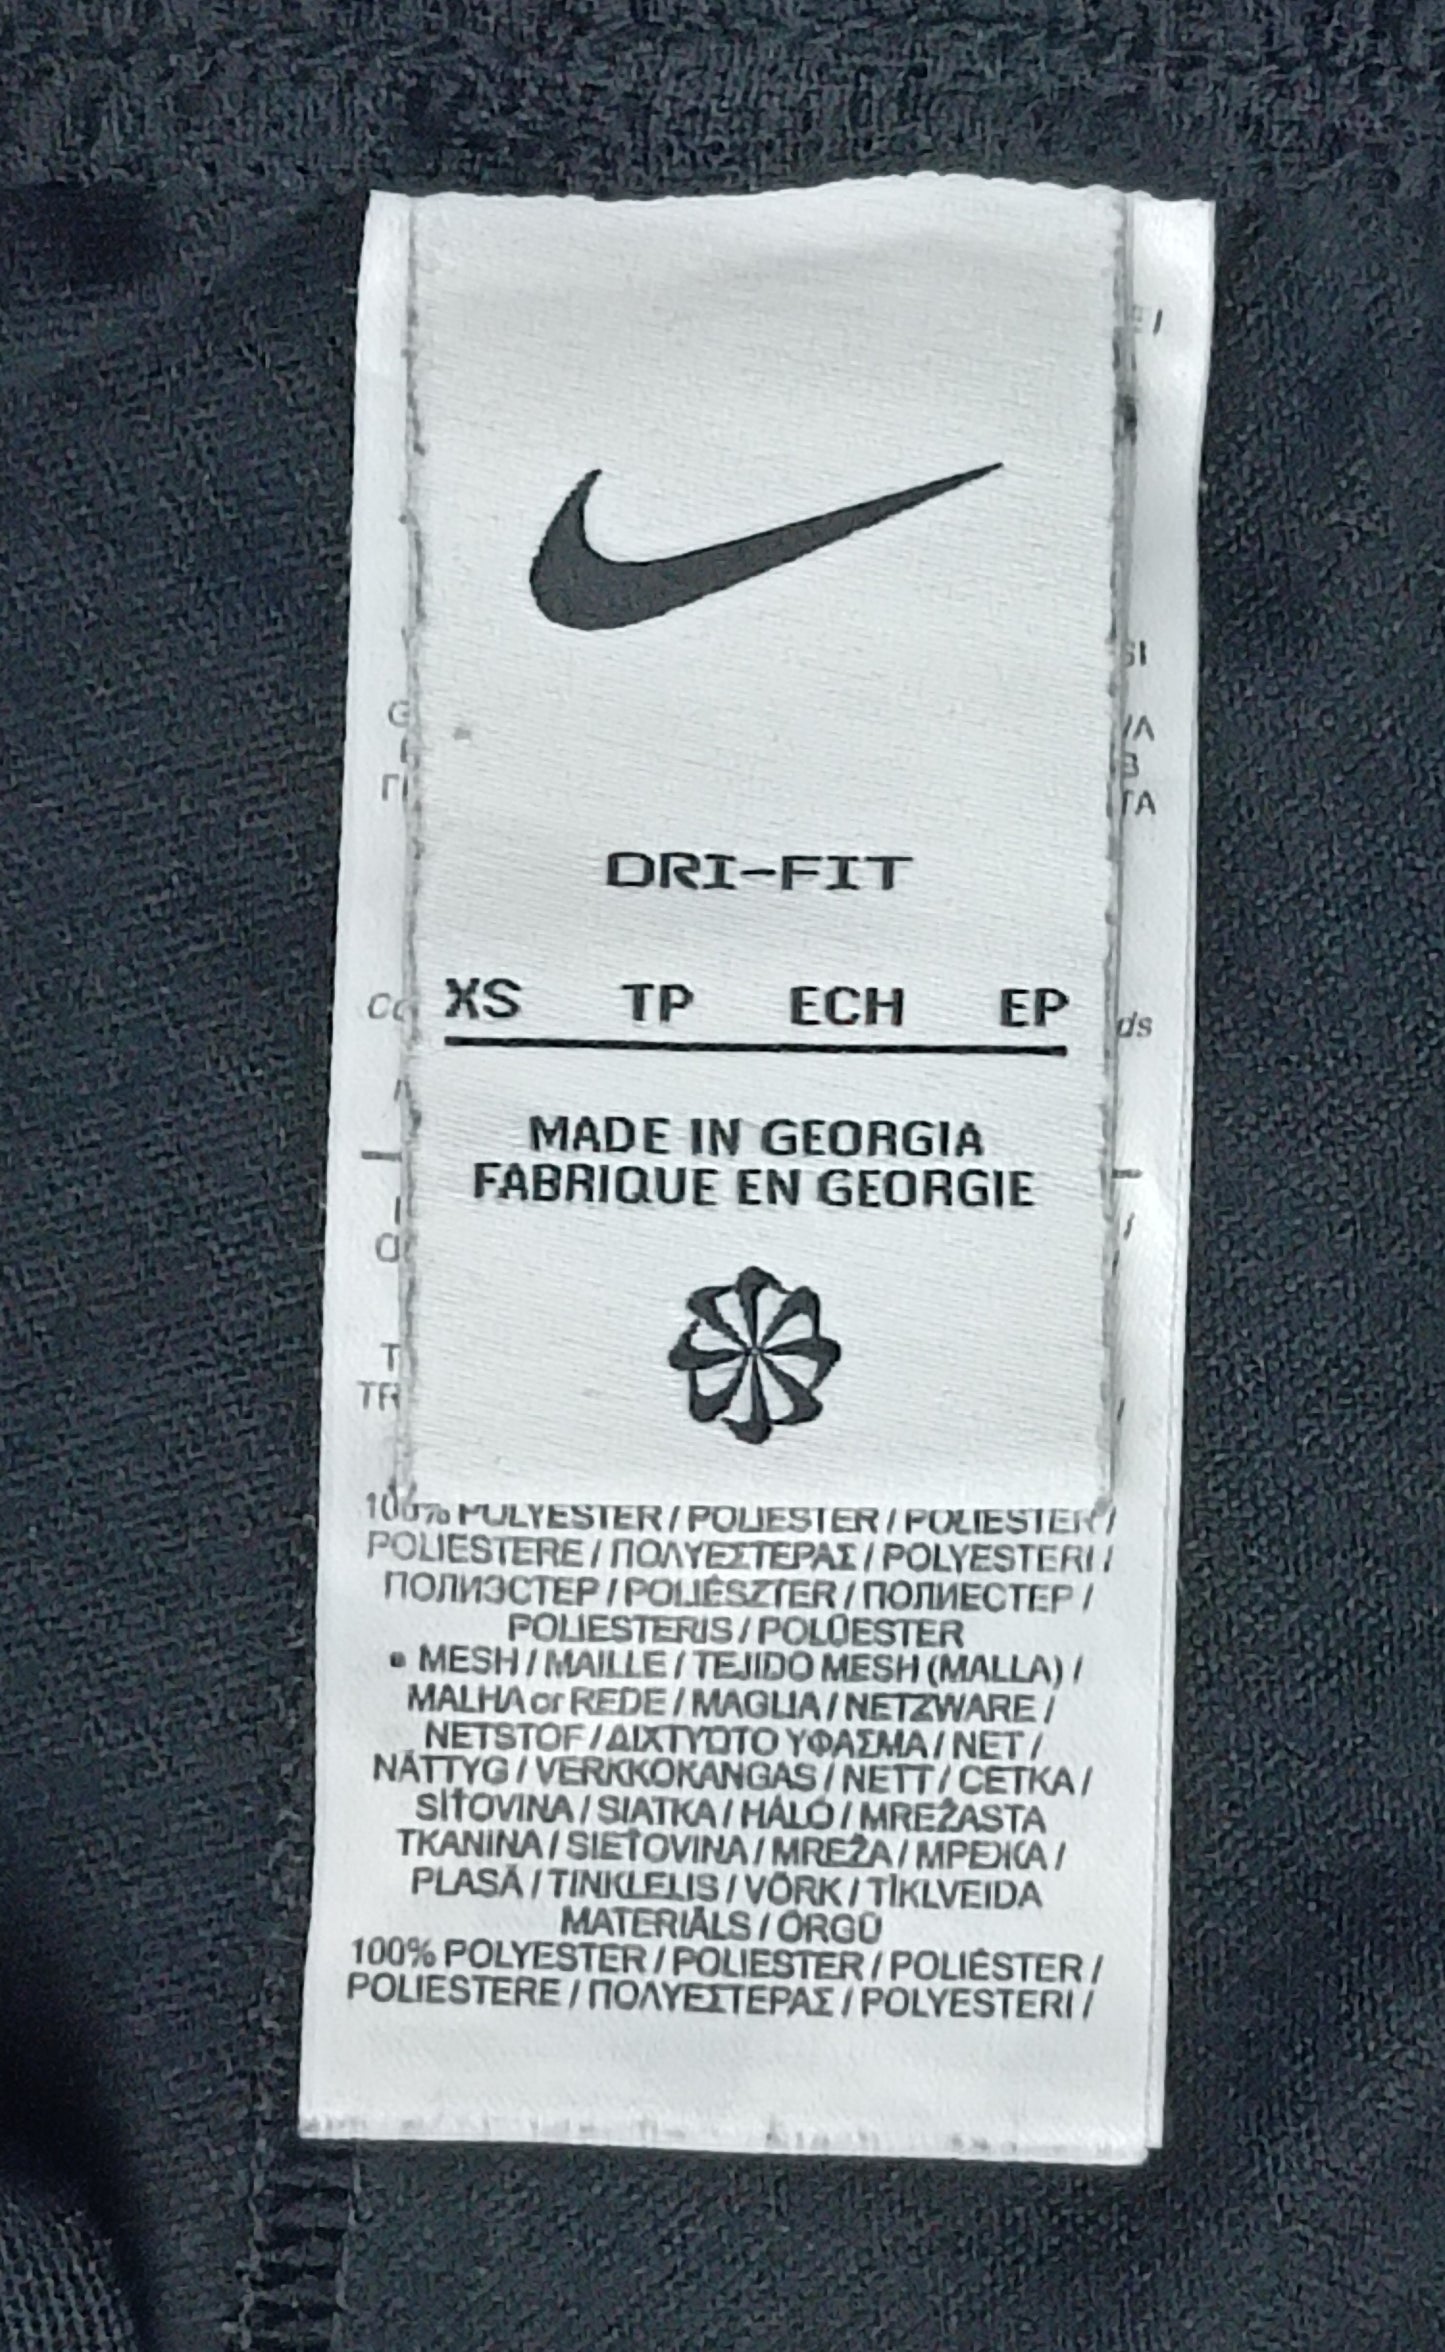 DRI-FIT
XS TP ECH EP
MADE IN GEORGIA
FABRIQUE EN GEORGIE
100% POLYESTER / POLIESTER / POLIÉSTER /
POLIESTERE / ΠΟΛΥΕΣΤΕΡΑΣ / POLYESTERI /
ПОЛИЭСТЕР / POLIÉSZTER / ПОЛИЕСТЕР /
POLIESTERIS / POLÜESTER
• MESH / MAILLE / TEJIDO MESH (MALLA) /
MALHA or REDE / MAGLIA / NETZWARE /
NETSTOF / ΔΙΧΤΥΩΤΟ ΥΦΑΣΜΑ / NET /
NÄTTYG / VERKKOKANGAS / NETT / СЕТКА /
SÍŤOVINA / SIATKA / HÁLÓ / MREŽASTA
TKANINA / SIEŤOVINA / MREŽA / МРЕЖА /
PLASĂ / TINKLELIS / VÕRK / TĪKLVEIDA
MATERIĀLS / ÖRGÜ
100% POLYESTER / POLIESTER / POLIÉSTER /
POLIESTERE / ΠΟΛΥΕΣΤΕΡΑΣ / POLYESTERI /